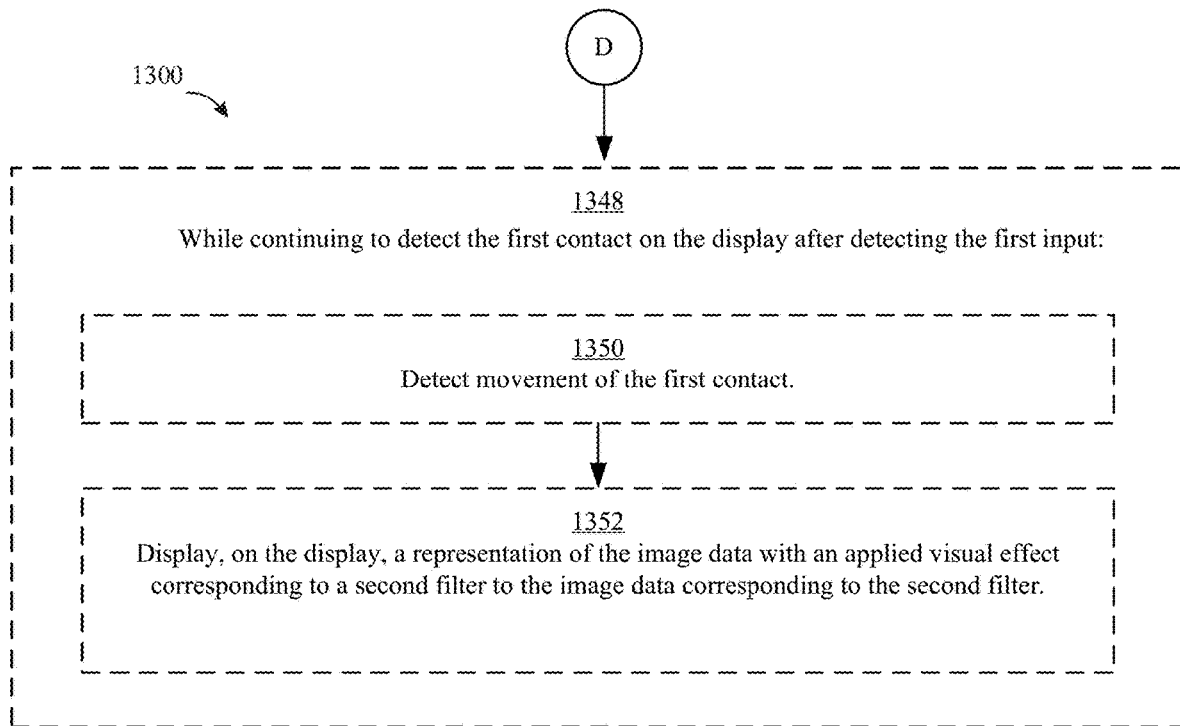 D
1300
1348
While continuing to detect the first contact on the display after detecting the first input:
1350
Detect movement of the first contact.
1352
Display, on the display, a representation of the image data with an applied visual effect
corresponding to a second filter to the image data corresponding to the second filter.